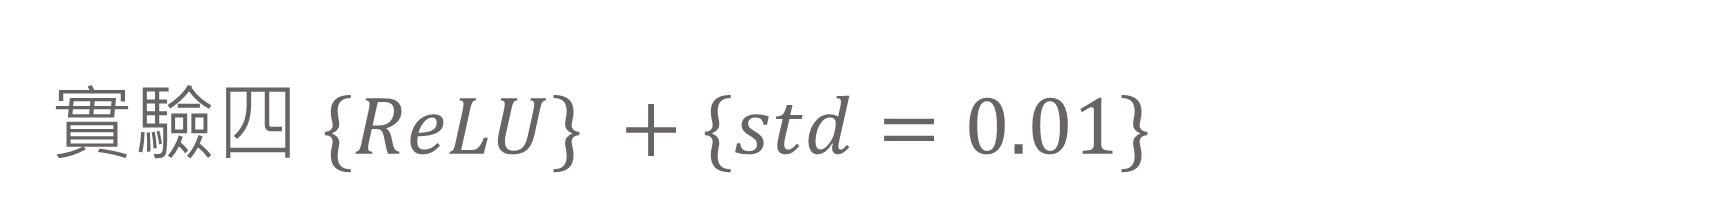 實驗四 {ReLU} + {std = 0.01}